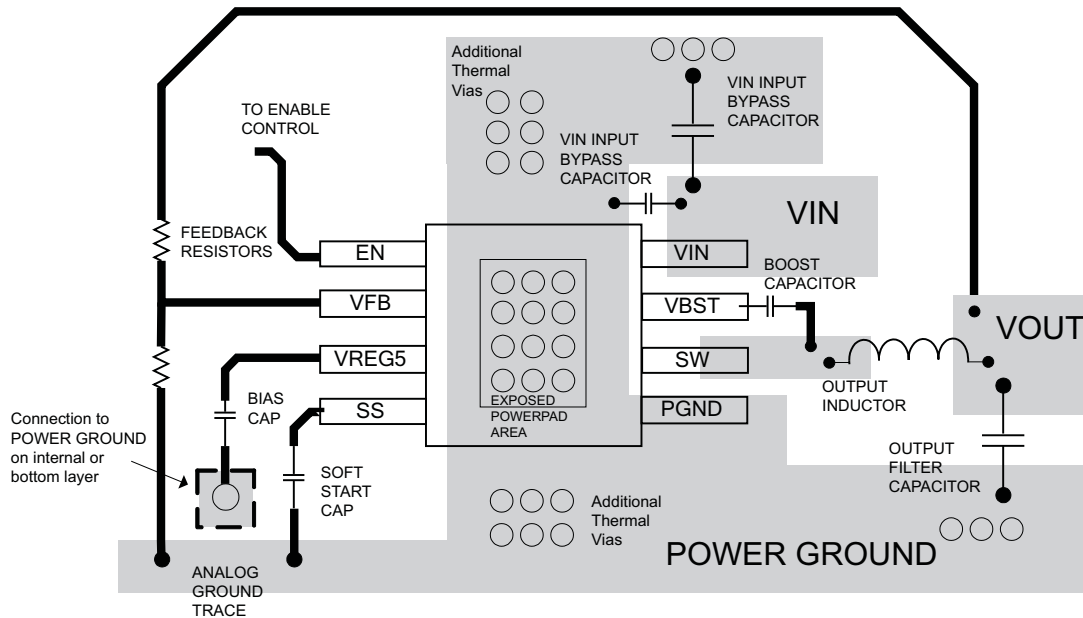 Additional
Thermal
Vias
VIN INPUT
BYPASS
CAPACITOR
TO ENABLE
CONTROL
VIN INPUT
BYPASS
CAPACITOR
VIN
FEEDBACK
RESISTORS
EN
VIN
BOOST
CAPACITOR
VFB
VBST
VOUT
VREG5
SW
OUTPUT
INDUCTOR
BIAS
CAP
SS
EXPOSED
POWERPAD
AREA
PGND
Connection to
POWER GROUND
on internal or
bottom layer
SOFT
START
CAP
OUTPUT
FILTER
CAPACITOR
Additional
Thermal
Vias
POWER GROUND
ANALOG
GROUND
TRACE